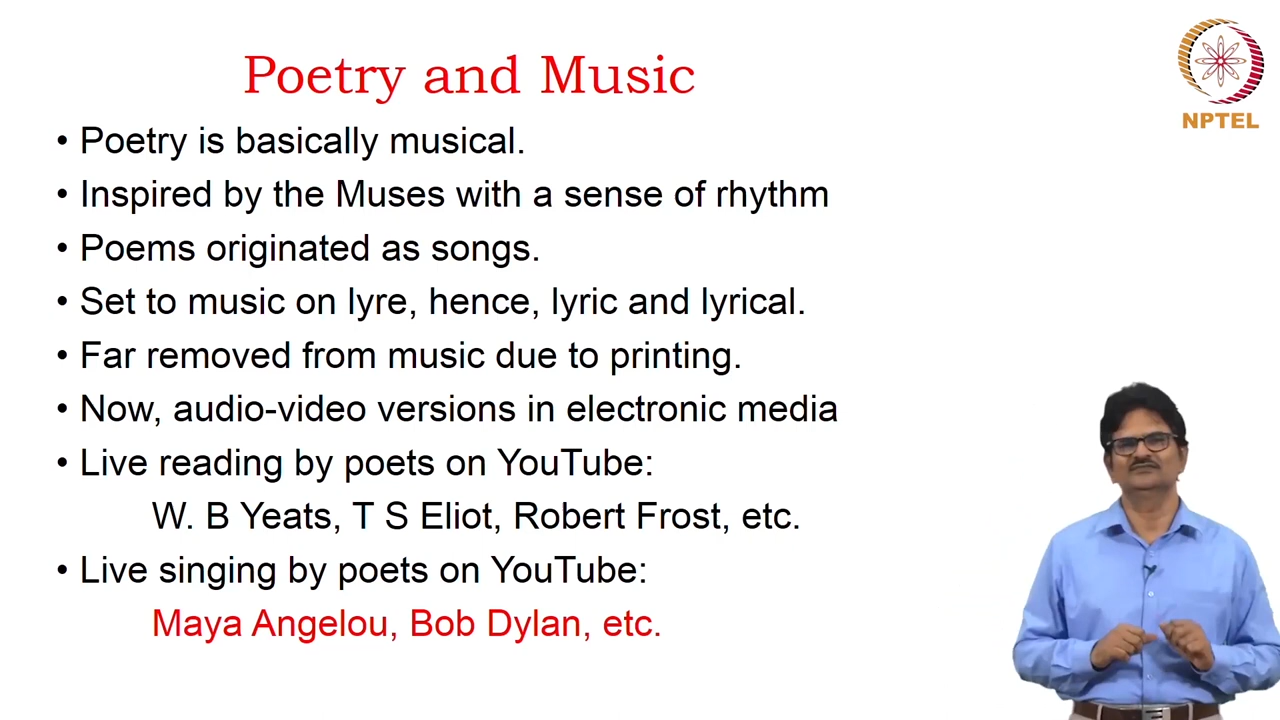 Poetry and Music
NPTEL
• Poetry is basically musical.
• Inspired by the Muses with a sense of rhythm
• Poems originated as songs.
• Set to music on lyre, hence, lyric and lyrical.
• Far removed from music due to printing.
• Now, audio-video versions in electronic media
• Live reading by poets on YouTube:
W. B Yeats, T S Eliot, Robert Frost, etc.
• Live singing by poets on YouTube:
Maya Angelou, Bob Dylan, etc.